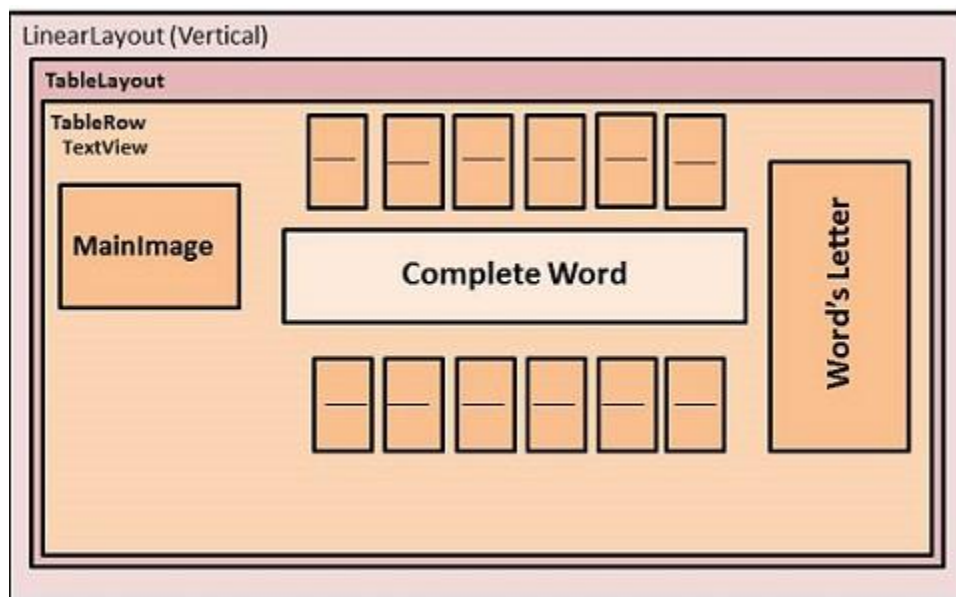 LinearLayout (Vertical)
TableLayout
TableRow
TextView
MainImage
Complete Word
Word's Letter